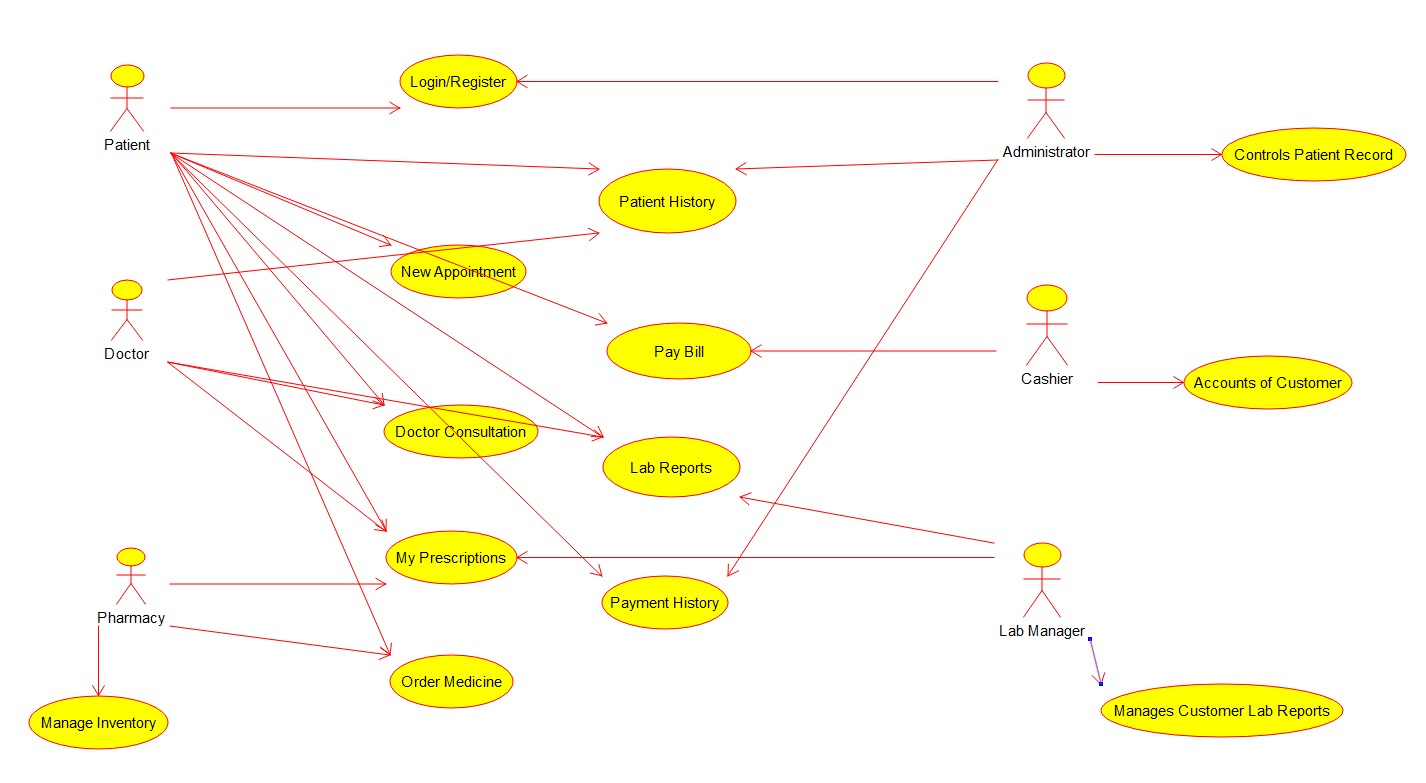 Login/Register
Patient
Administrator
Controls Patient Record
Patient History
New Appointment
Doctor
Pay Bill
Cashier
Accounts of Customer
Doctor Consultation
Lab Reports
My Prescriptions
Payment History
Pharmacy
Lab Manager
Order Medicine
Manage Inventory
Manages Customer Lab Reports